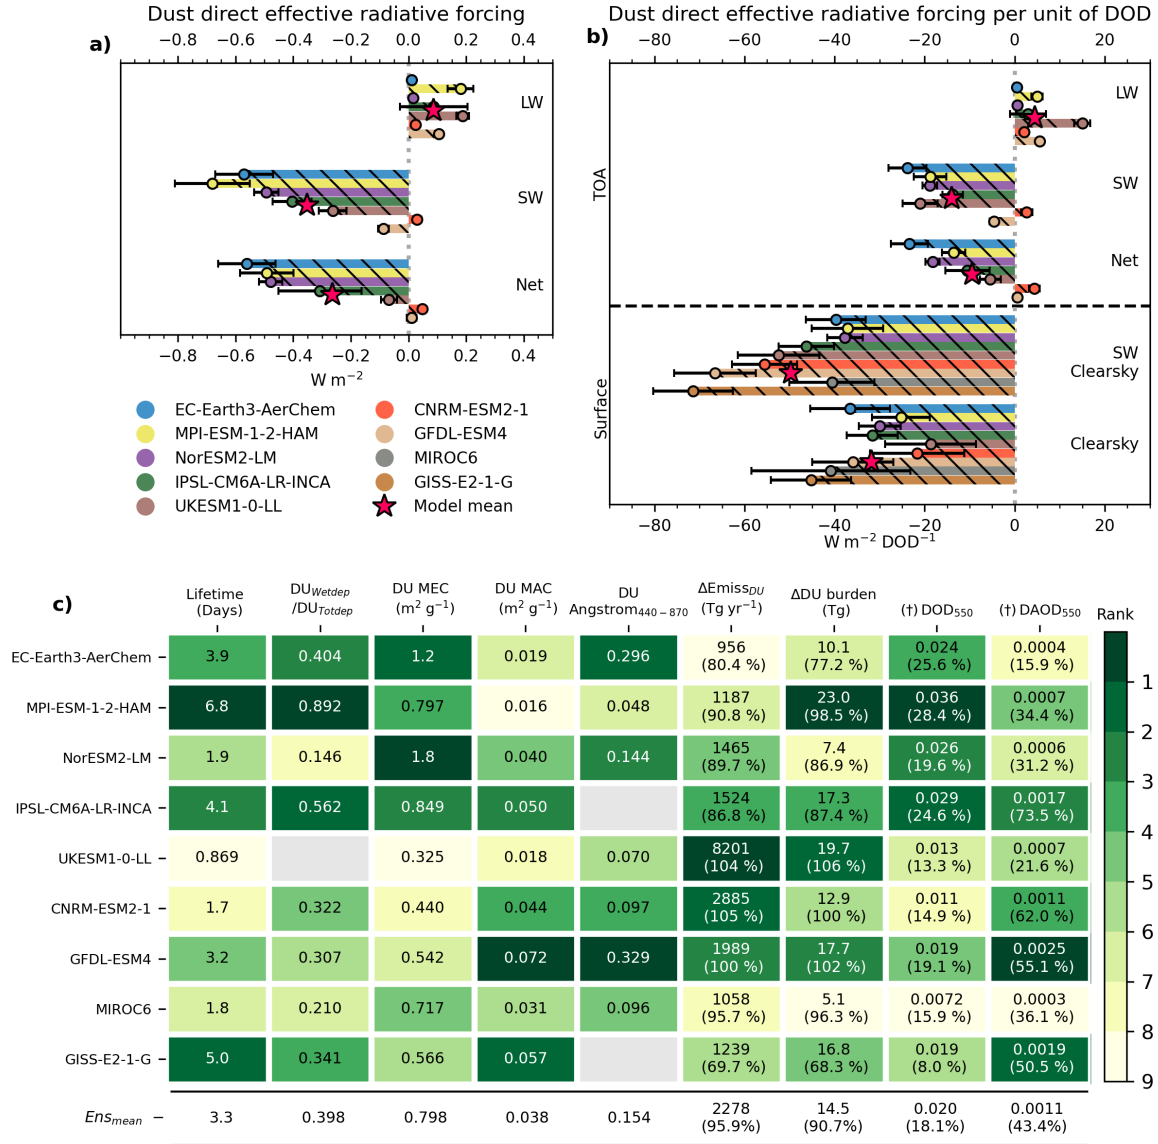 Dust direct effective radiative forcing
a)
−0.8 −0.6 −0.4 −0.2 0.0 0.2 0.4
LW
SW
Net
−0.8 −0.6 −0.4 −0.2 0.0 0.2 0.4
W m−2
Dust direct effective radiative forcing per unit of DOD
b)
−80 −60 −40 −20 0 20
TOA
LW
SW
Net
Surface
SW
Clearsky
Clearsky
−80 −60 −40 −20 0 20
W m−2 DOD−1
EC-Earth3-AerChem
MPI-ESM-1-2-HAM
NorESM2-LM
IPSL-CM6A-LR-INCA
UKESM1-0-LL
CNRM-ESM2-1
GFDL-ESM4
MIROC6
GISS-E2-1-G
Model mean
c)
Lifetime
(Days)
DUWetdep
/DUTotdep
DU MEC
(m2 g−1)
DU MAC
(m2 g−1)
DU
Angstrom440−870
ΔEmissDU
(Tg yr−1)
ΔDU burden
(Tg)
(†) DOD550
(†) DAOD550
Rank
EC-Earth3-AerChem 3.9 0.404 1.2 0.019 0.296 956 10.1 0.024 0.0004
(80.4 %) (77.2 %) (25.6 %) (15.9 %)
MPI-ESM-1-2-HAM 6.8 0.892 0.797 0.016 0.048 1187 23.0 0.036 0.0007
(90.8 %) (98.5 %) (28.4 %) (34.4 %)
NorESM2-LM 1.9 0.146 1.8 0.040 0.144 1465 7.4 0.026 0.0006
(89.7 %) (86.9 %) (19.6 %) (31.2 %)
IPSL-CM6A-LR-INCA 4.1 0.562 0.849 0.050 1524 17.3 0.029 0.0017
(86.8 %) (87.4 %) (24.6 %) (73.5 %)
UKESM1-0-LL 0.869 0.325 0.018 0.070 8201 19.7 0.013 0.0007
(104 %) (106 %) (13.3 %) (21.6 %)
CNRM-ESM2-1 1.7 0.322 0.440 0.044 0.097 2885 12.9 0.011 0.0011
(105 %) (100 %) (14.9 %) (62.0 %)
GFDL-ESM4 3.2 0.307 0.542 0.072 0.329 1989 17.7 0.019 0.0025
(100 %) (102 %) (19.1 %) (55.1 %)
MIROC6 1.8 0.210 0.717 0.031 0.096 1058 5.1 0.0072 0.0003
(95.7 %) (96.3 %) (15.9 %) (36.1 %)
GISS-E2-1-G 5.0 0.341 0.566 0.057 1239 16.8 0.019 0.0019
(69.7 %) (68.3 %) (8.0 %) (50.5 %)
Ensmean 3.3 0.398 0.798 0.038 0.154 2278 14.5 0.020 0.0011
(95.9%) (90.7%) (18.1%) (43.4%)
1
2
3
4
5
6
7
8
9